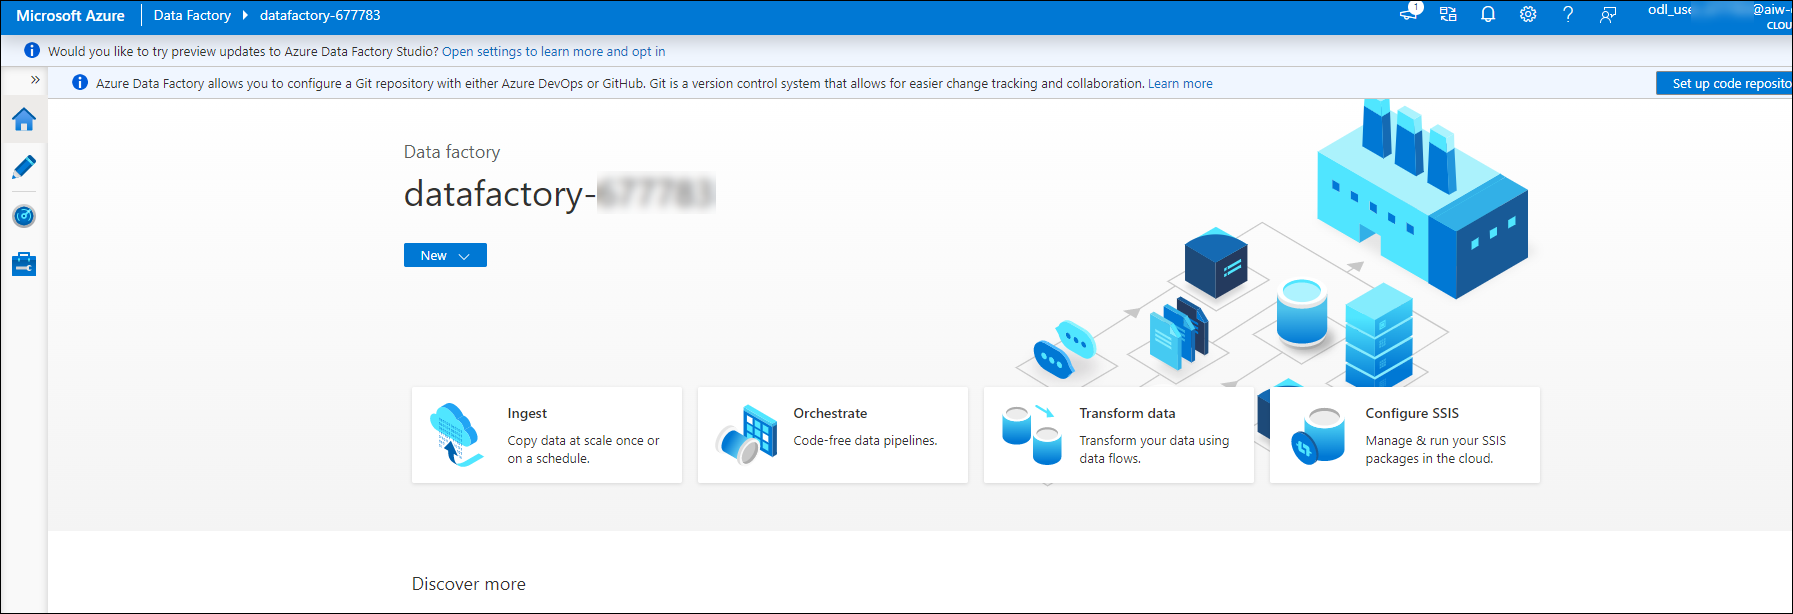 Microsoft Azure Data Factory datafactory-677783 1 ? odl_use @aiw-
CLOU
Would you like to try preview updates to Azure Data Factory Studio? Open settings to learn more and opt in
Azure Data Factory allows you to configure a Git repository with either Azure DevOps or GitHub. Git is a version control system that allows for easier change tracking and collaboration. Learn more
Set up code reposito
Data factory
datafactory-
New
Ingest
Copy data at scale once or
on a schedule.
Orchestrate
Code-free data pipelines.
Transform data
Transform your data using
data flows.
Configure SSIS
Manage & run your SSIS
packages in the cloud.
Discover more